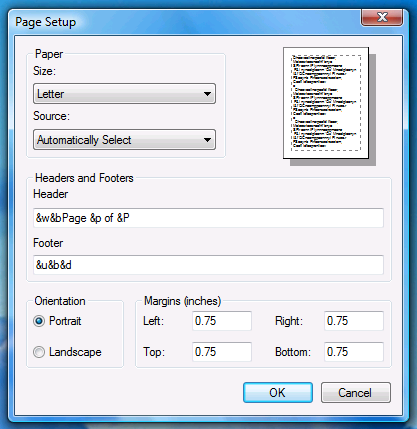 Page Setup
Paper
Size:
Letter
Source:
Automatically Select
Headers and Footers
Header
&w&bPage &p of &P
Footer
&u&b&d
Orientation
Portrait
Landscape
Margins (inches)
Left: 0.75 Right: 0.75
Top: 0.75 Bottom: 0.75
OK Cancel